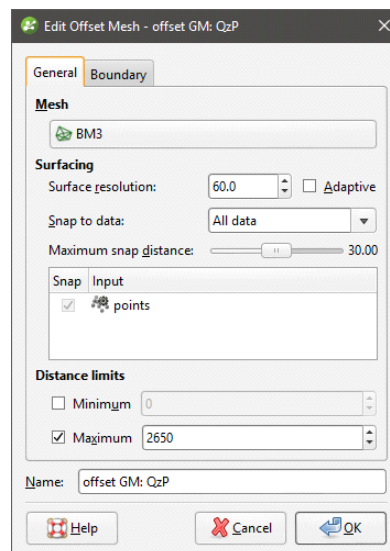 Edit Offset Mesh - offset GM: QzP
General Boundary
Mesh
BM3
Surfacing
Surface resolution: 60.0 Adaptive
Snap to data: All data
Maximum snap distance: 30.00
Snap Input
points
Distance limits
Minimum 0
Maximum 2650
Name: offset GM: QzP
Help Cancel OK